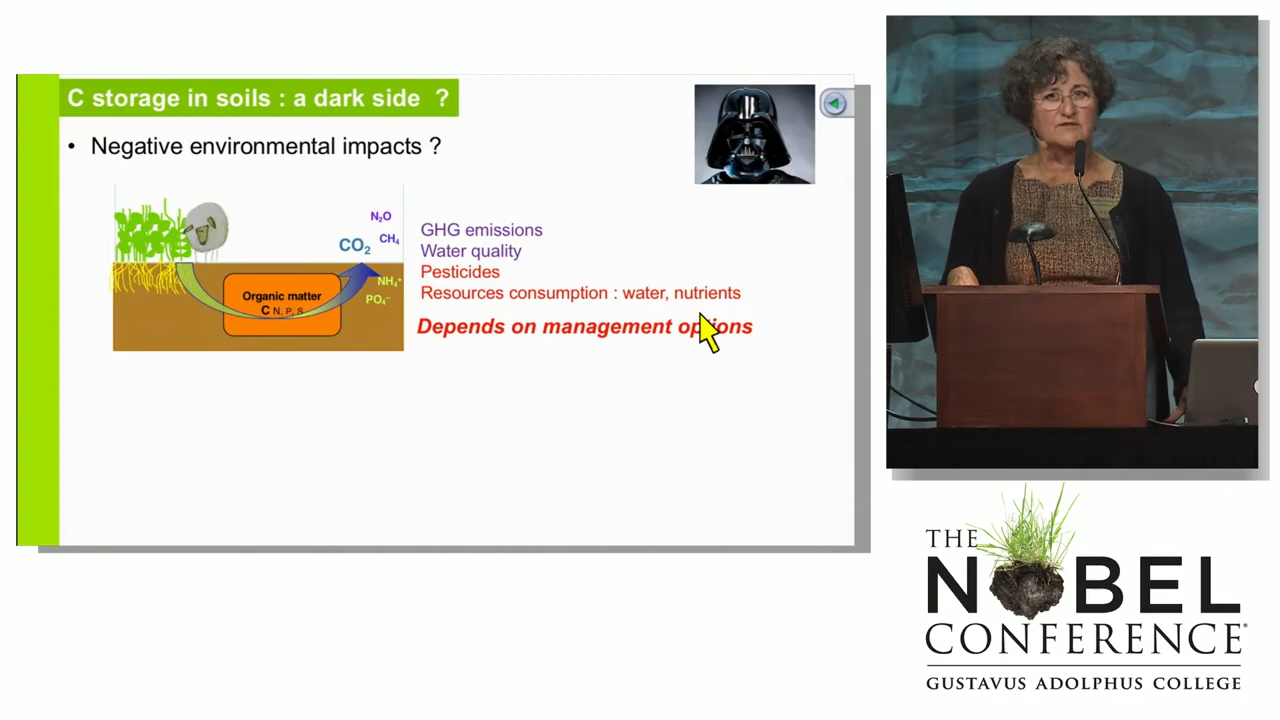 C storage in soils : a dark side ?
• Negative environmental impacts ?
N₂O
CH₄
CO₂
NH₄⁺
PO₄⁻
Organic matter
C N, P, S
GHG emissions
Water quality
Pesticides
Resources consumption : water, nutrients
Depends on management options
THE
NOBEL
CONFERENCE®
GUSTAVUS ADOLPHUS COLLEGE